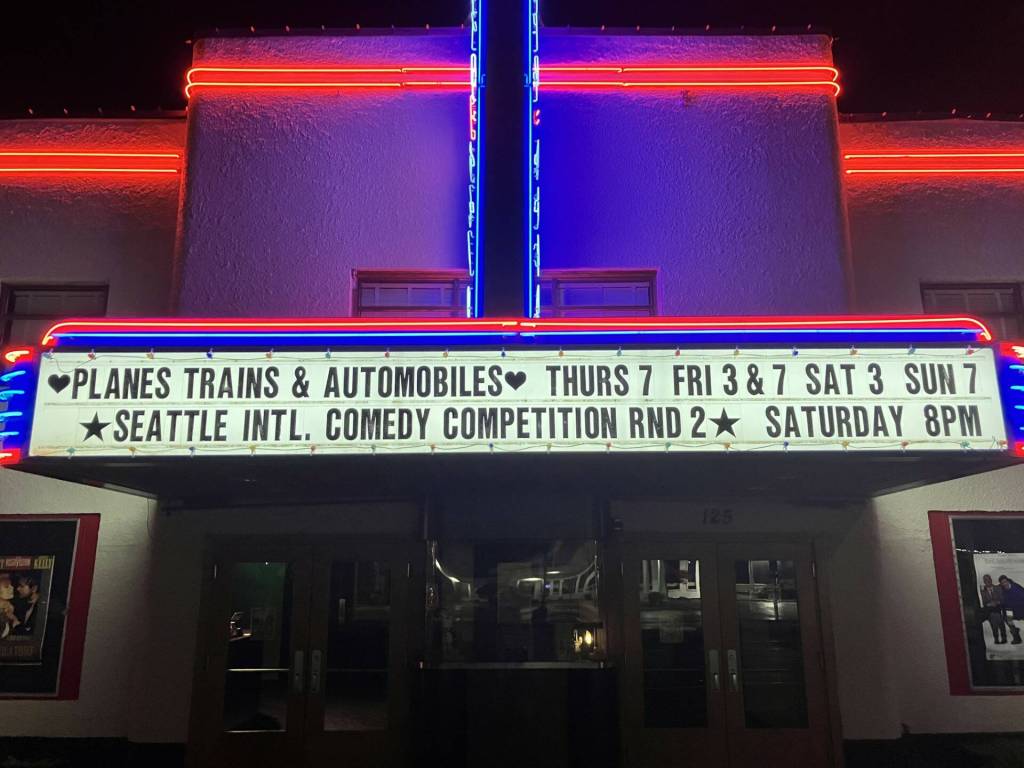 ♥PLANES TRAINS & AUTOMOBILES♥ THURS 7 FRI 3 & 7 SAT 3 SUN 7
★SEATTLE INTL. COMEDY COMPETITION RND 2★ SATURDAY 8PM
125